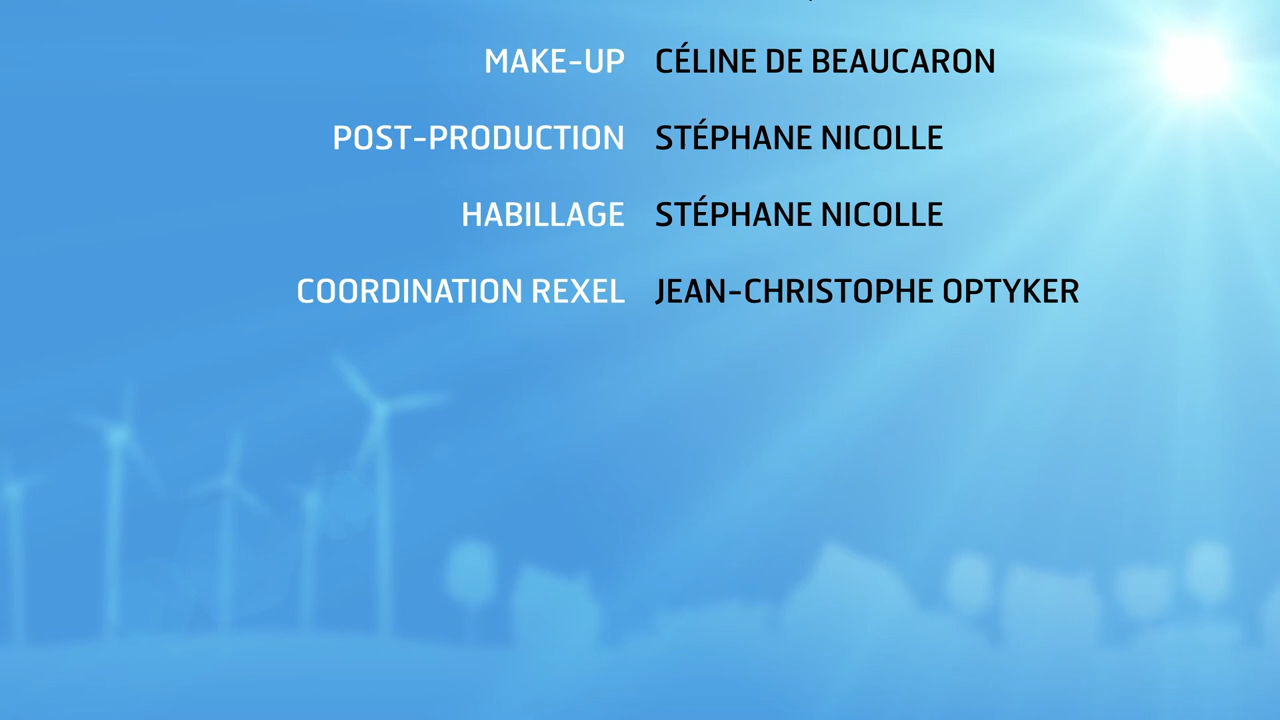 MAKE-UP CÉLINE DE BEAUCARON
POST-PRODUCTION STÉPHANE NICOLLE
HABILLAGE STÉPHANE NICOLLE
COORDINATION REXEL JEAN-CHRISTOPHE OPTYKER